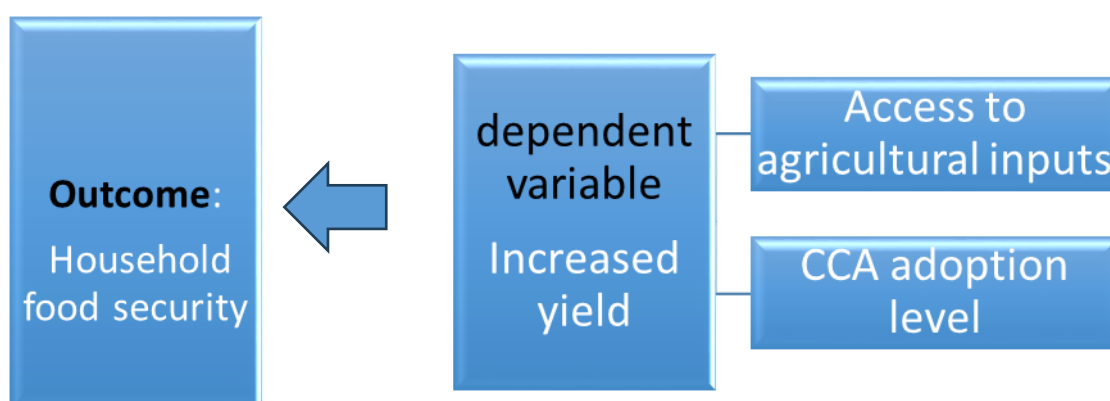 Outcome:
Household
food security
dependent
variable
Increased
yield
Access to
agricultural inputs
CCA adoption
level